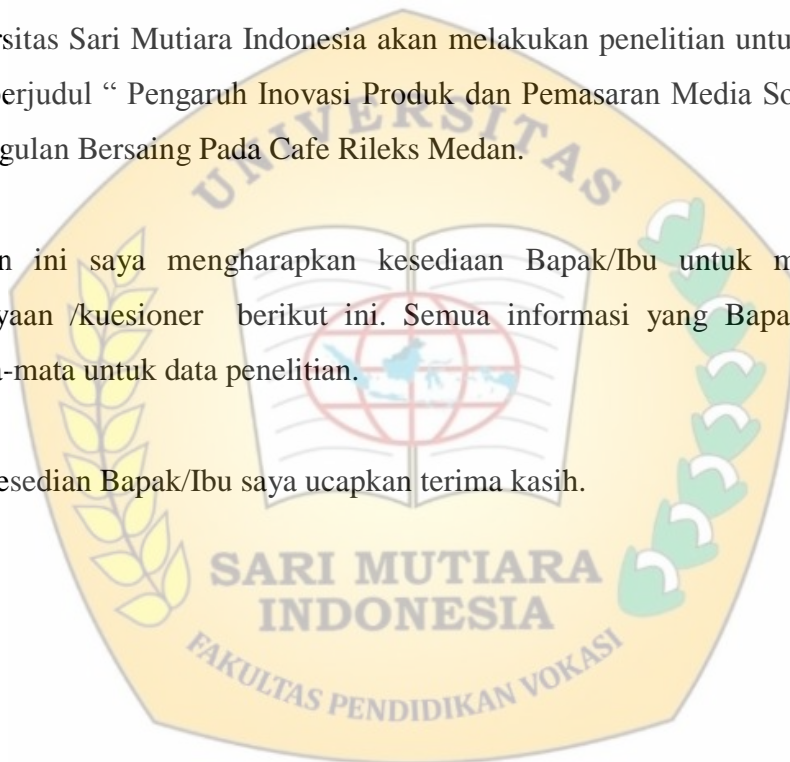 rsitas Sari Mutiara Indonesia akan melakukan penelitian untu
berjudul “ Pengaruh Inovasi Produk dan Pemasaran Media So
gulan Bersaing Pada Cafe Rileks Medan.
n ini saya mengharapkan kesediaan Bapak/Ibu untuk m
yaan /kuesioner berikut ini. Semua informasi yang Bapa
a-mata untuk data penelitian.
esedian Bapak/Ibu saya ucapkan terima kasih.
UNIVERSITAS
SARI MUTIARA
INDONESIA
FAKULTAS PENDIDIKAN VOKASI